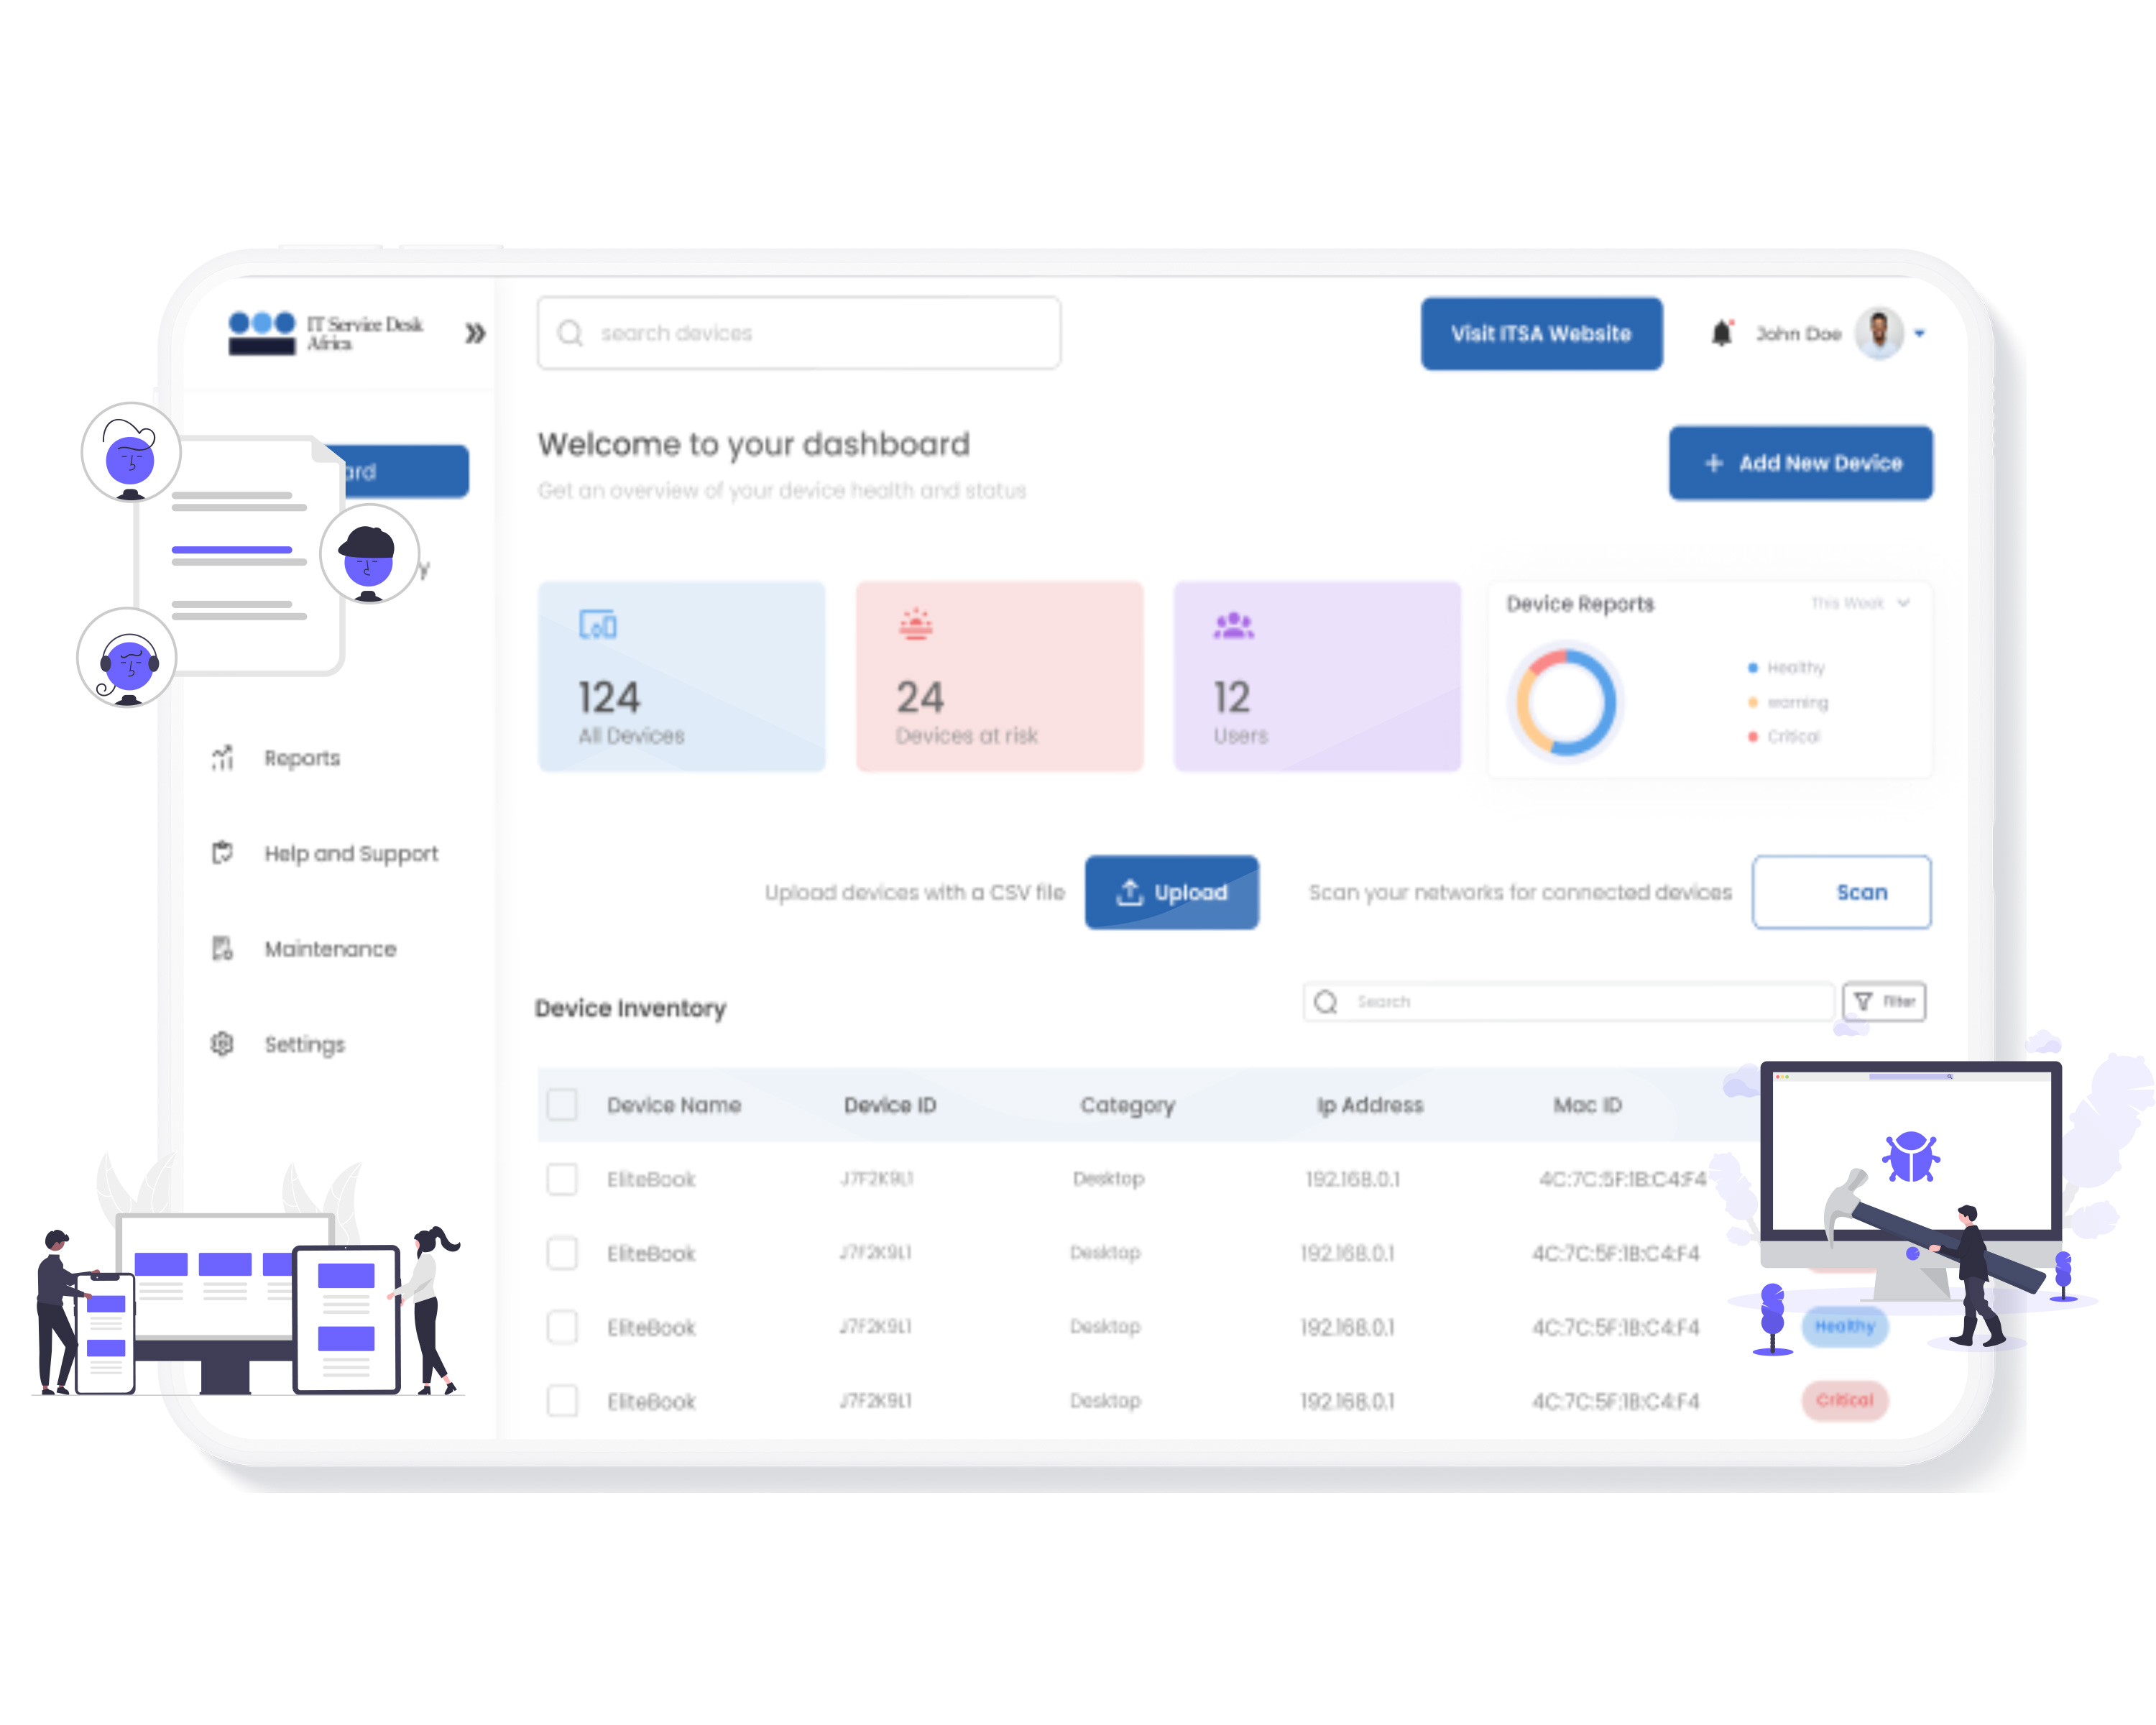 IT Service Desk
Africa
search devices
Visit ITSA Website
John Doe
ard
Welcome to your dashboard
Get an overview of your device health and status
Add New Device
y
124
All Devices
24
Devices at risk
12
Users
Device Reports
This Week
Healthy
warning
Critical
Reports
Help and Support
Maintenance
Settings
Upload devices with a CSV file
Upload
Scan your networks for connected devices
Scan
Device Inventory
Search
Filter
Device Name Device ID Category Ip Address Mac ID
EliteBook J7F2K9L1 Desktop 192.168.0.1 4C:7C:5F:1B:C4:F4
EliteBook J7F2K9L1 Desktop 192.168.0.1 4C:7C:5F:1B:C4:F4
EliteBook J7F2K9L1 Desktop 192.168.0.1 4C:7C:5F:1B:C4:F4 Healthy
EliteBook J7F2K9L1 Desktop 192.168.0.1 4C:7C:5F:1B:C4:F4 Critical